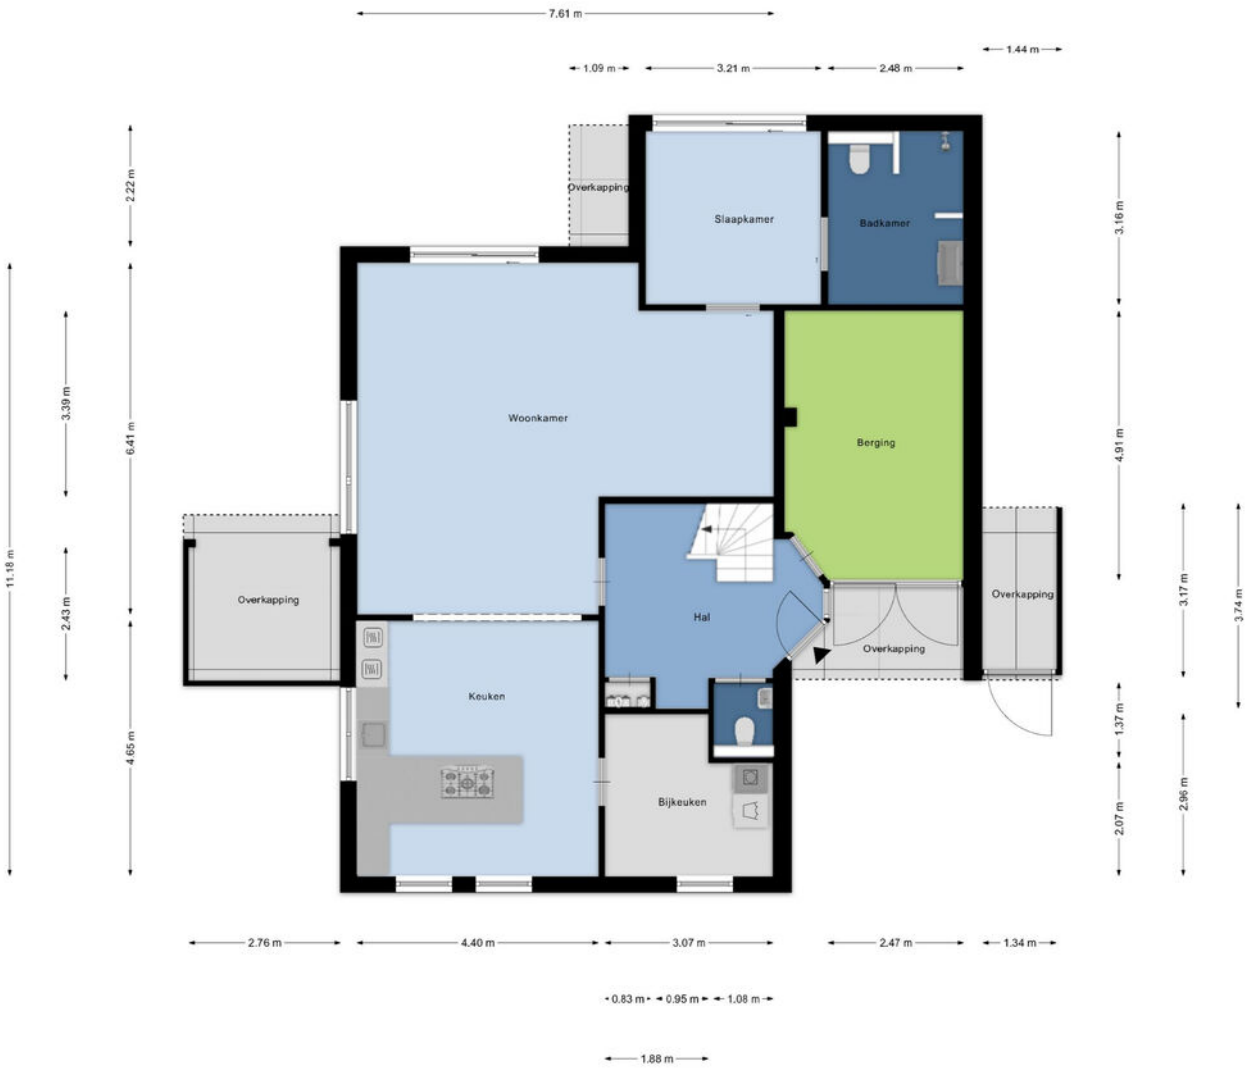 7.61 m
1.44 m
1.09 m
3.21 m
2.48 m
2.22 m
3.16 m
Overkapping
Slaapkamer
Badkamer
3.39 m
6.41 m
Woonkamer
Berging
4.91 m
11.18 m
2.43 m
Overkapping
Hal
Overkapping
Overkapping
3.17 m
3.74 m
Keuken
4.65 m
1.37 m
Bijkeuken
2.07 m
2.96 m
2.76 m
4.40 m
3.07 m
2.47 m
1.34 m
0.83 m
0.95 m
1.08 m
1.88 m